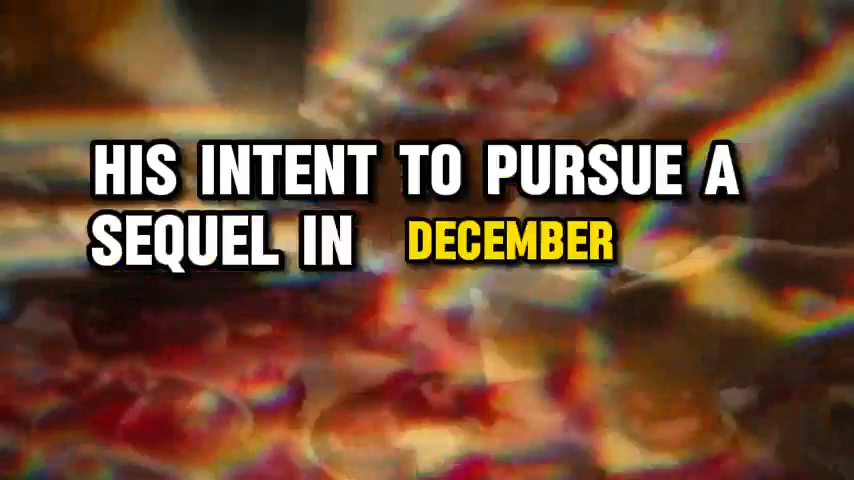 HIS INTENT TO PURSUE A
SEQUEL IN DECEMBER